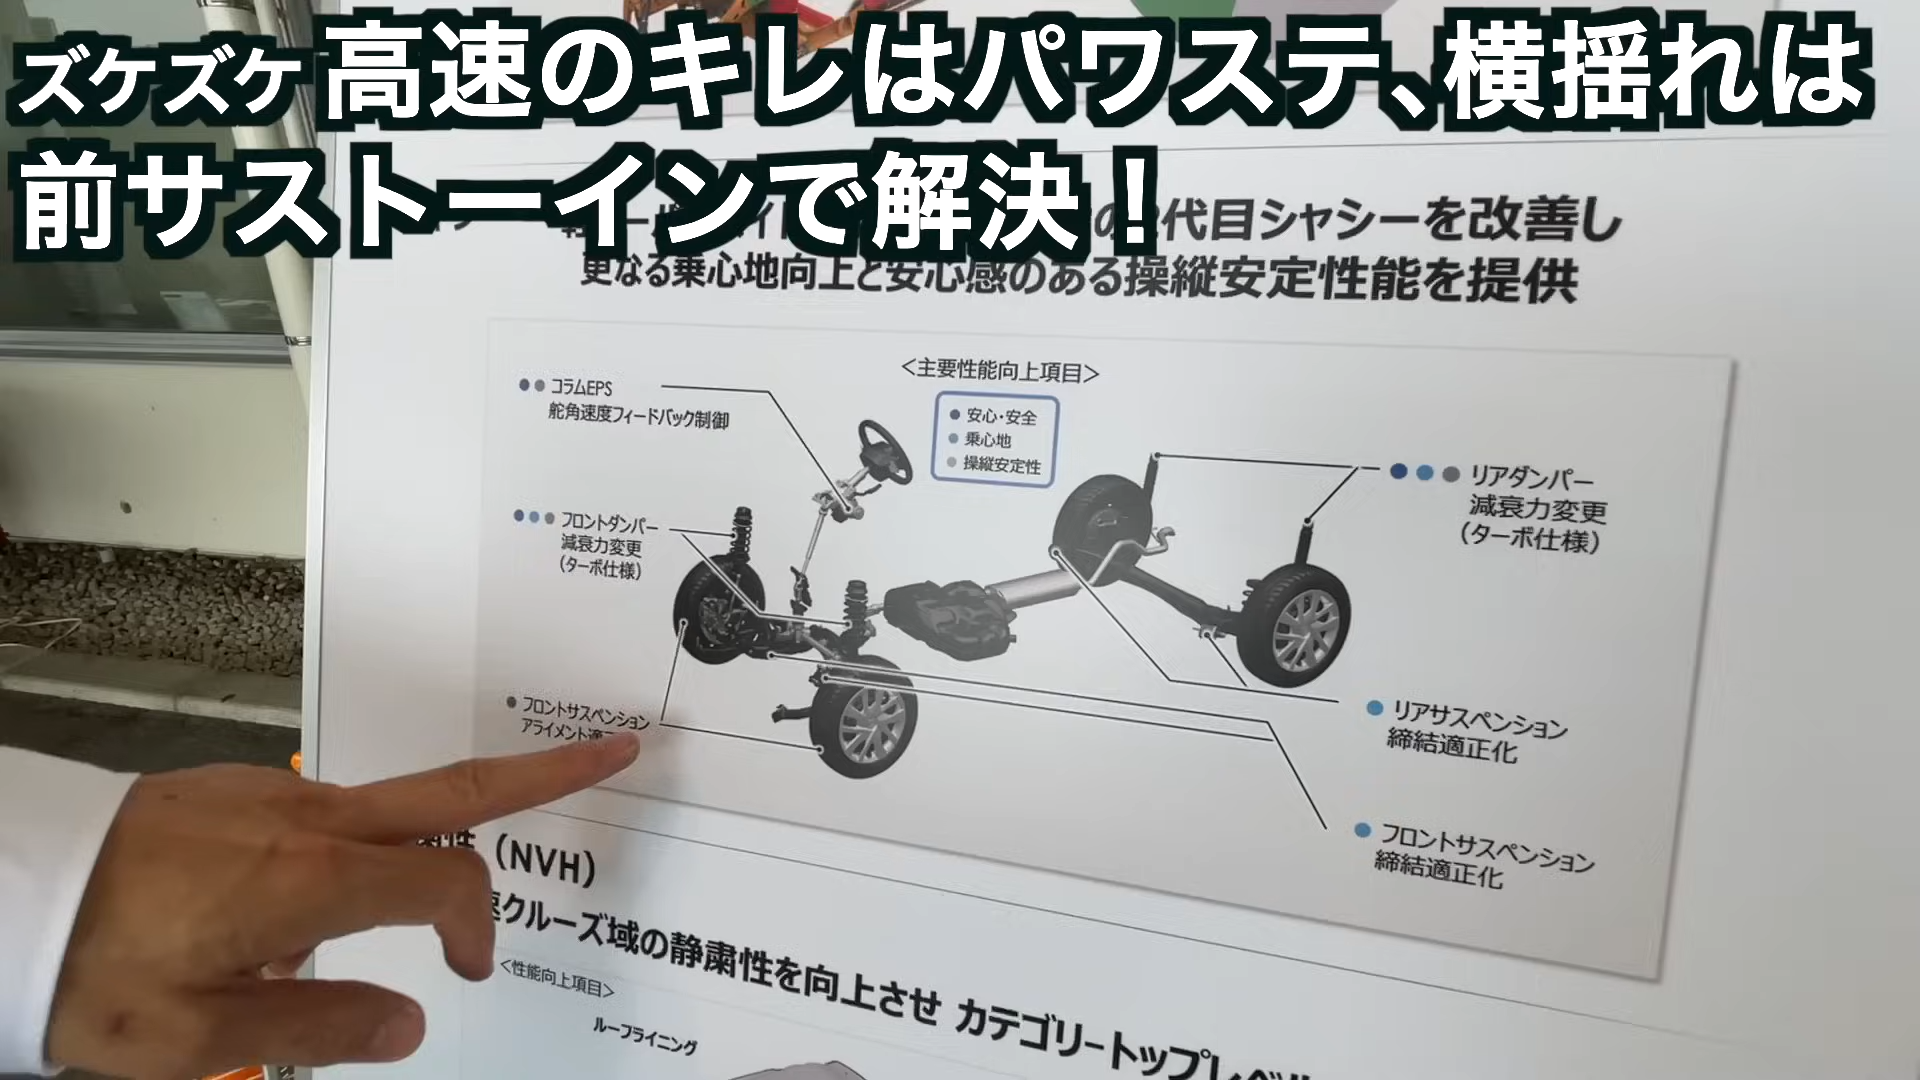 ズケズケ 高速のキレはパワステ、横揺れは
前サストーインで解決！
の2代目シャシーを改善し
更なる乗心地向上と安心感のある操縦安定性能を提供
<主要性能向上項目>
安心・安全
乗心地
操縦安定性
コラムEPS
舵角速度フィードバック制御
フロントダンパー
減衰力変更
（ターボ仕様）
フロントサスペンション
アライメント適
リアダンパー
減衰力変更
（ターボ仕様）
リアサスペンション
締結適正化
フロントサスペンション
締結適正化
（NVH）
クルーズ域の静粛性を向上させ カテゴリートップレベル
<性能向上項目>
ルーフライニング